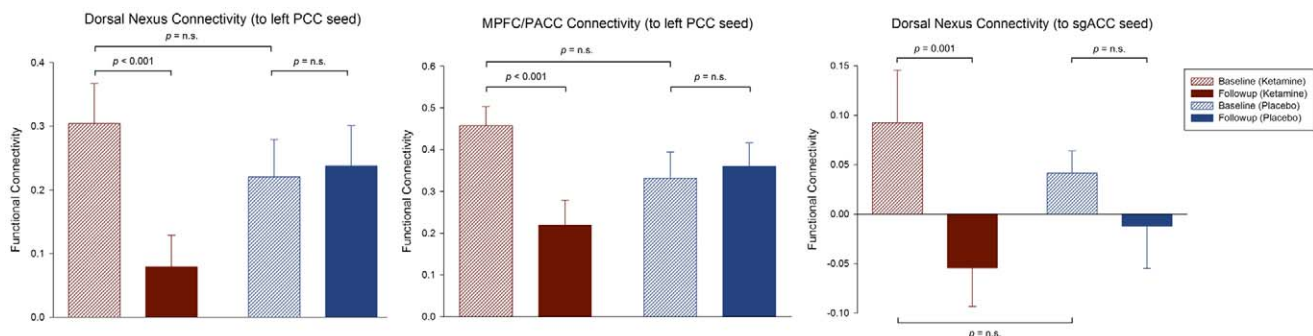 Dorsal Nexus Connectivity (to left PCC seed)
p = n.s.
p < 0.001
p = n.s.
0.4
0.3
0.2
0.1
0.0
Functional Connectivity
MPFC/PACC Connectivity (to left PCC seed)
p = n.s.
p < 0.001
p = n.s.
0.6
0.5
0.4
0.3
0.2
0.1
0.0
Functional Connectivity
Dorsal Nexus Connectivity (to sgACC seed)
p = 0.001
p = n.s.
0.15
0.10
0.05
0.00
-0.05
-0.10
Functional Connectivity
p = n.s.
Baseline (Ketamine)
Followup (Ketamine)
Baseline (Placebo)
Followup (Placebo)